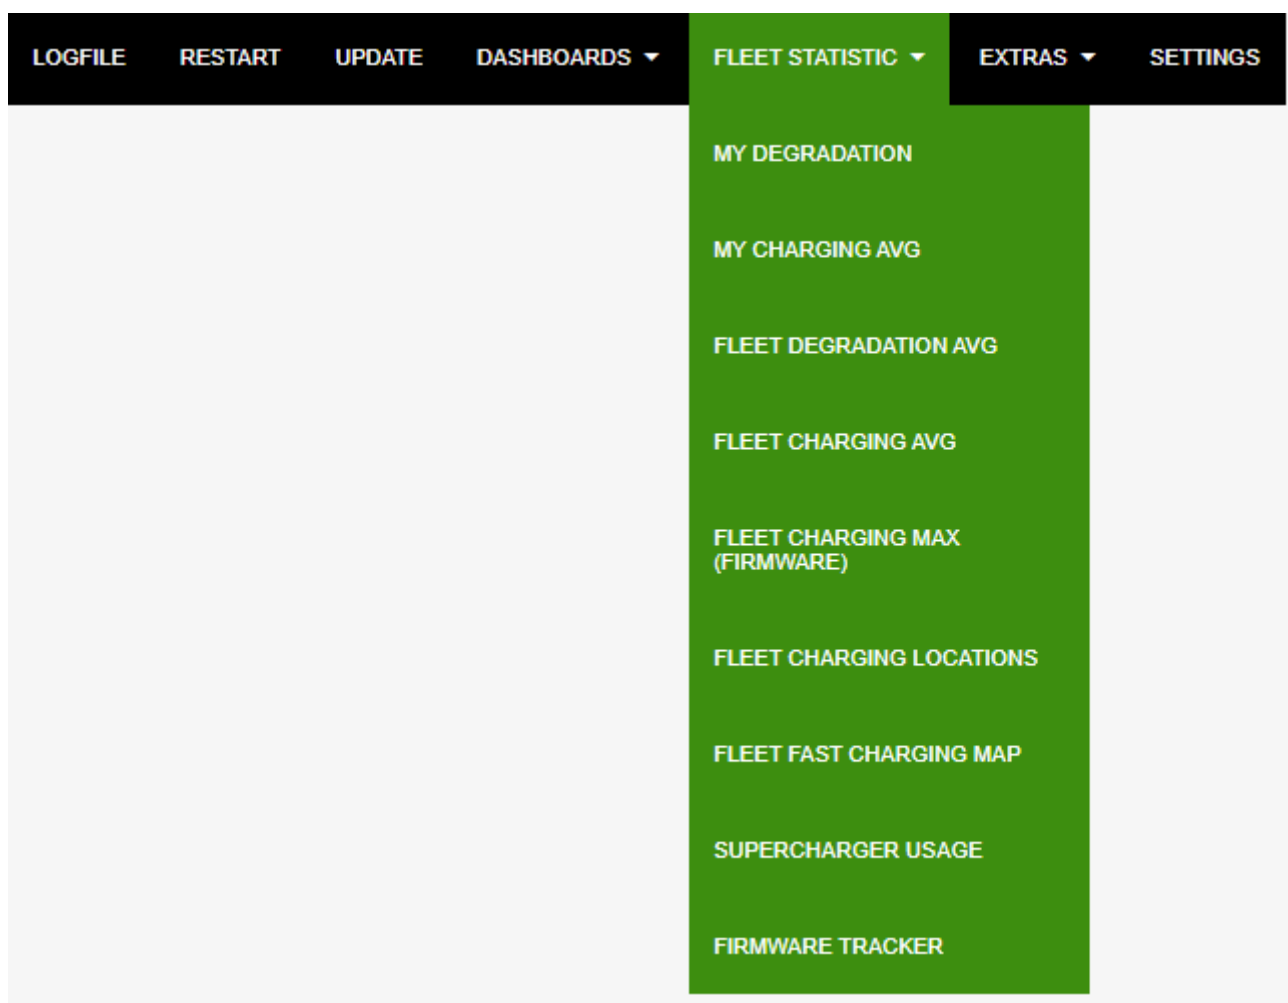 LOGFILE RESTART UPDATE DASHBOARDS FLEET STATISTIC EXTRAS SETTINGS
MY DEGRADATION
MY CHARGING AVG
FLEET DEGRADATION AVG
FLEET CHARGING AVG
FLEET CHARGING MAX
(FIRMWARE)
FLEET CHARGING LOCATIONS
FLEET FAST CHARGING MAP
SUPERCHARGER USAGE
FIRMWARE TRACKER